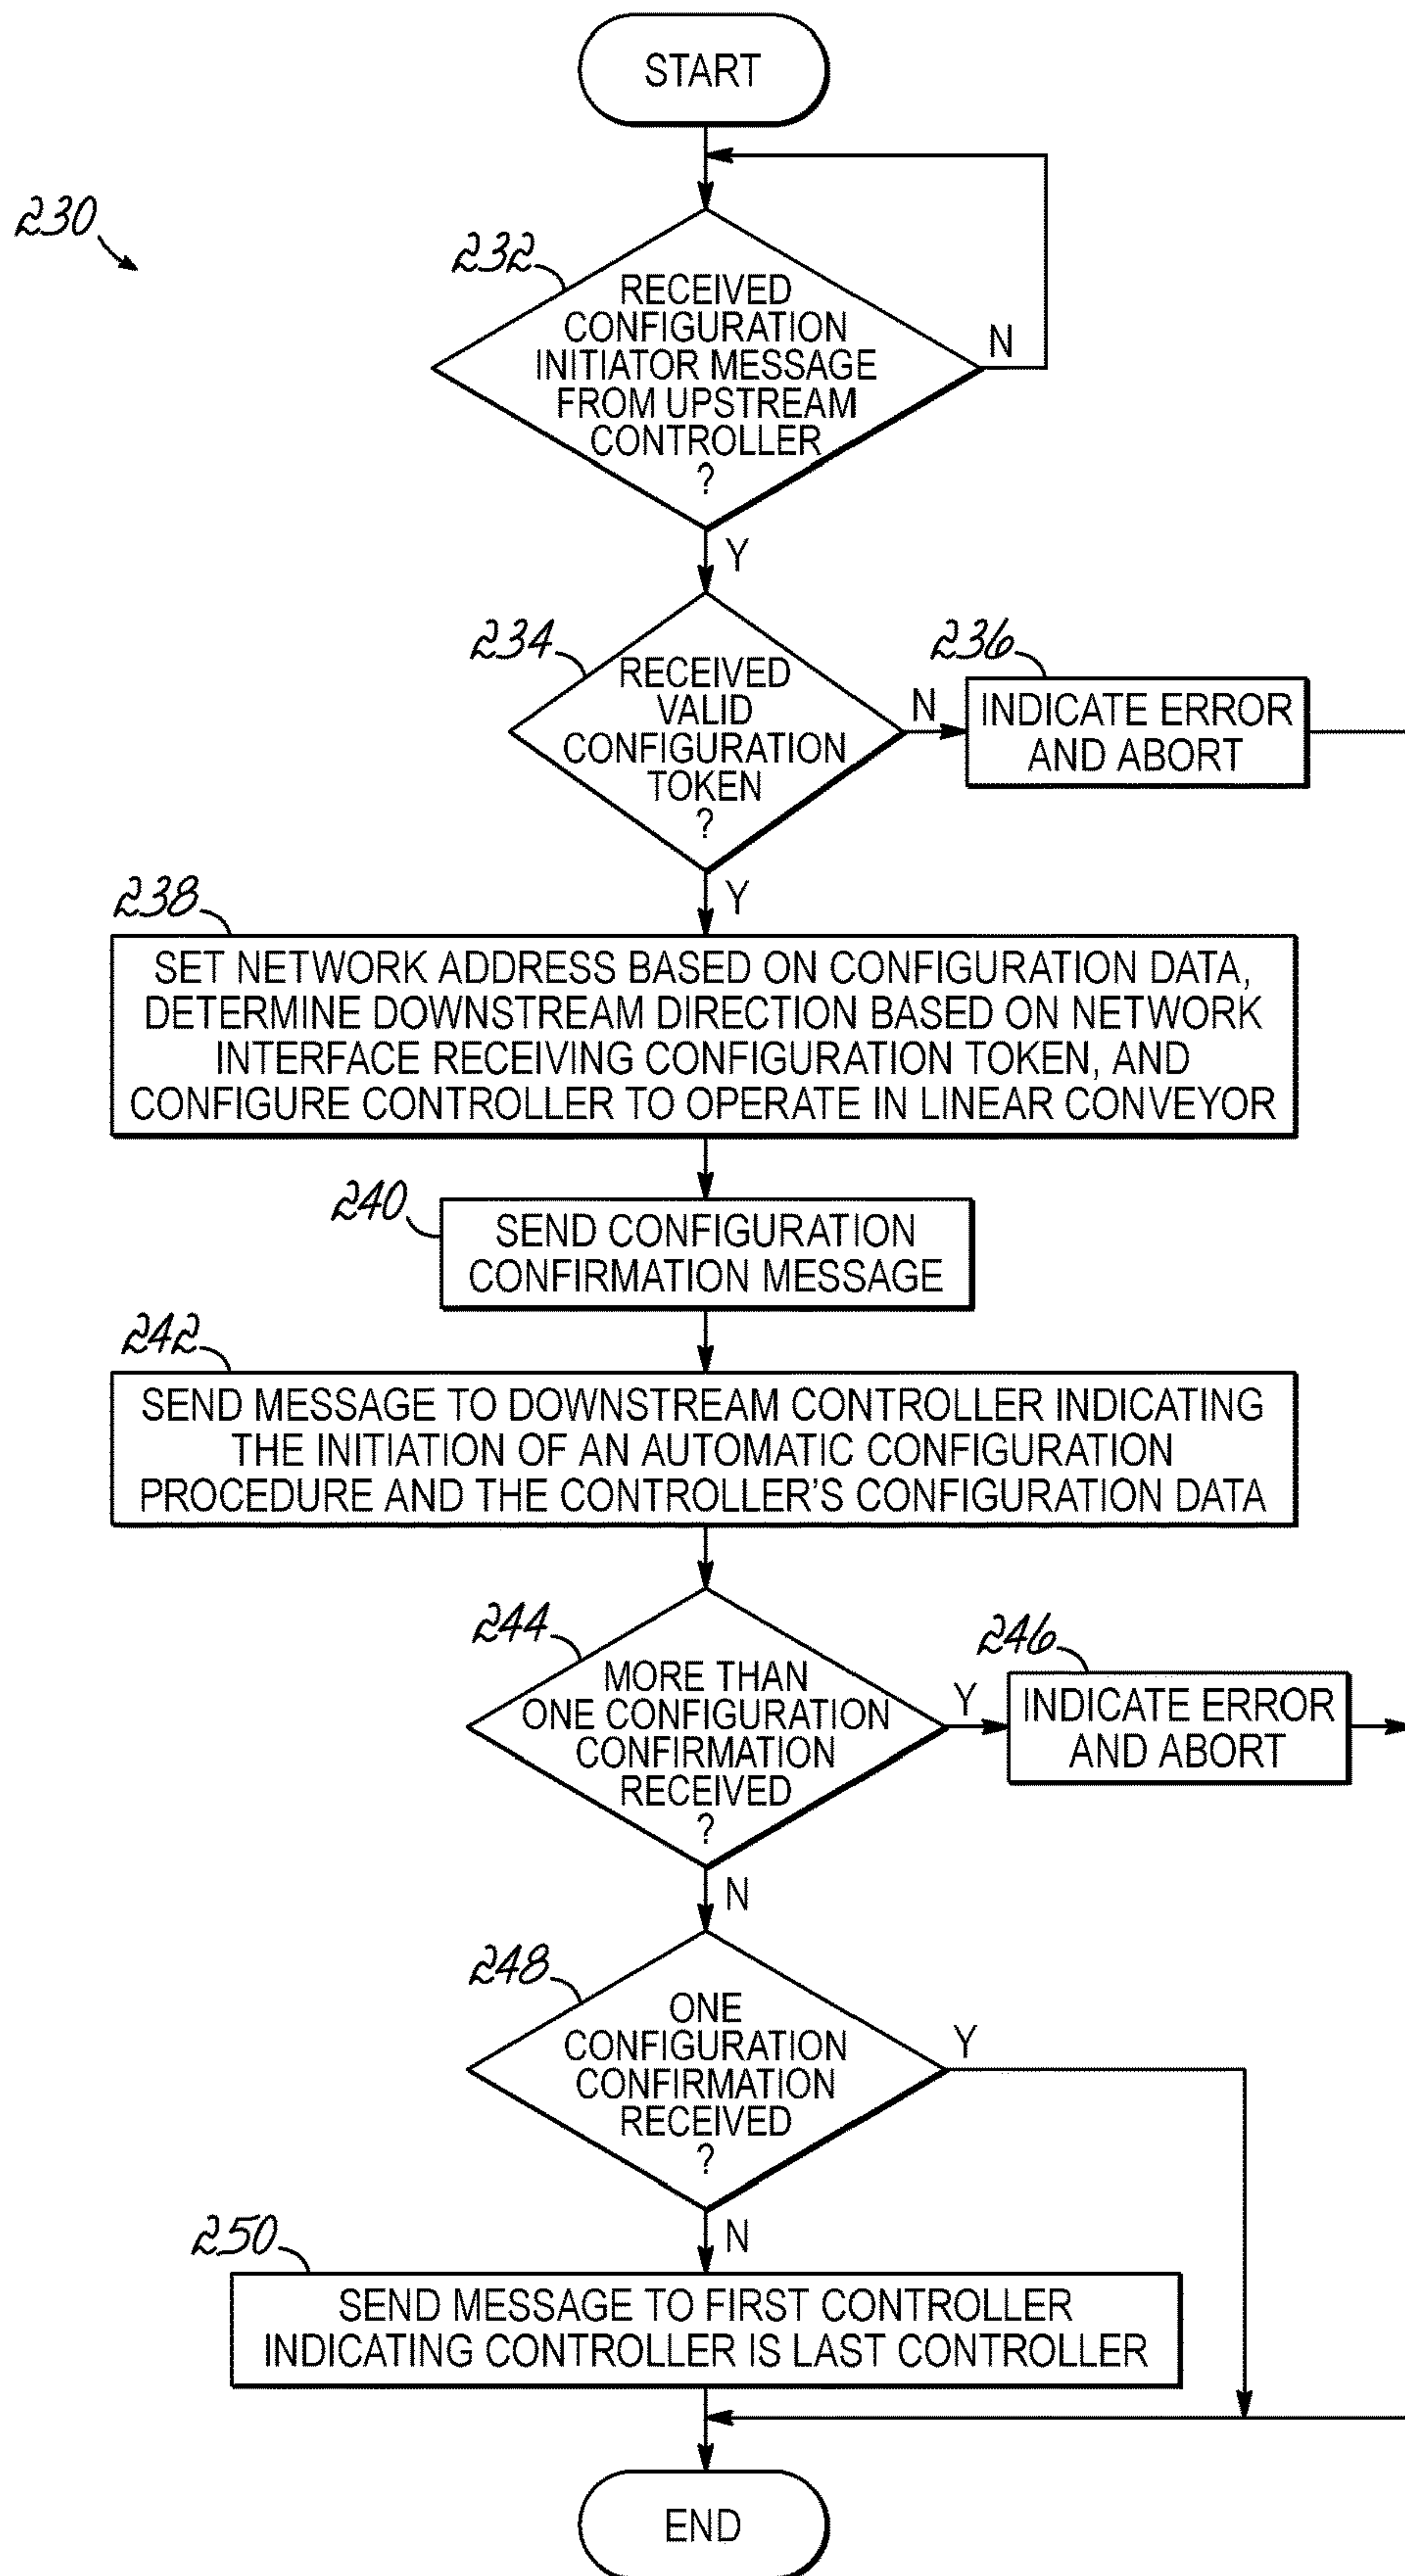 START
230
232
RECEIVED
CONFIGURATION
INITIATOR MESSAGE
FROM UPSTREAM
CONTROLLER
?
N
Y
234
RECEIVED
VALID
CONFIGURATION
TOKEN
?
N
236
INDICATE ERROR
AND ABORT
Y
238
SET NETWORK ADDRESS BASED ON CONFIGURATION DATA,
DETERMINE DOWNSTREAM DIRECTION BASED ON NETWORK
INTERFACE RECEIVING CONFIGURATION TOKEN, AND
CONFIGURE CONTROLLER TO OPERATE IN LINEAR CONVEYOR
240
SEND CONFIGURATION
CONFIRMATION MESSAGE
242
SEND MESSAGE TO DOWNSTREAM CONTROLLER INDICATING
THE INITIATION OF AN AUTOMATIC CONFIGURATION
PROCEDURE AND THE CONTROLLER'S CONFIGURATION DATA
244
MORE THAN
ONE CONFIGURATION
CONFIRMATION
RECEIVED
?
Y
246
INDICATE ERROR
AND ABORT
N
248
ONE
CONFIGURATION
CONFIRMATION
RECEIVED
?
Y
N
250
SEND MESSAGE TO FIRST CONTROLLER
INDICATING CONTROLLER IS LAST CONTROLLER
END